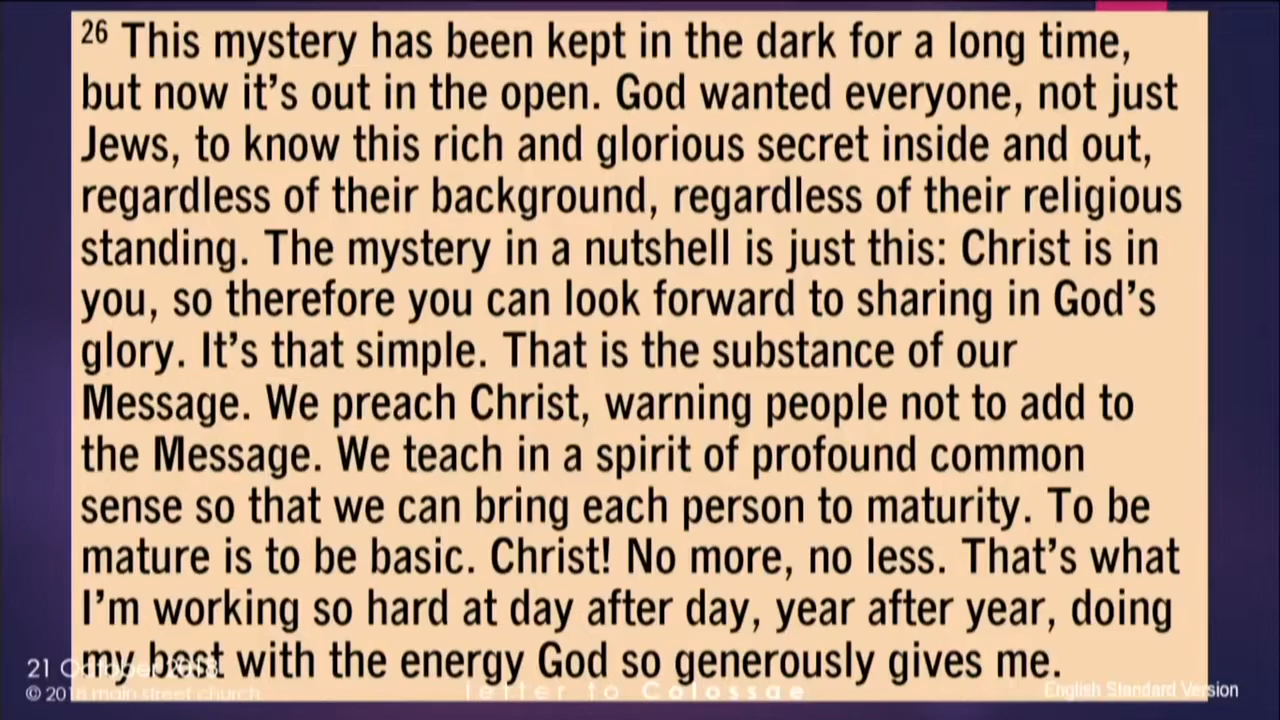 26 This mystery has been kept in the dark for a long time,
but now it’s out in the open. God wanted everyone, not just
Jews, to know this rich and glorious secret inside and out,
regardless of their background, regardless of their religious
standing. The mystery in a nutshell is just this: Christ is in
you, so therefore you can look forward to sharing in God’s
glory. It’s that simple. That is the substance of our
Message. We preach Christ, warning people not to add to
the Message. We teach in a spirit of profound common
sense so that we can bring each person to maturity. To be
mature is to be basic. Christ! No more, no less. That’s what
I’m working so hard at day after day, year after year, doing
my best with the energy God so generously gives me.
21 October 2018
© 2018 main street church
letter to Colossae
English Standard Version